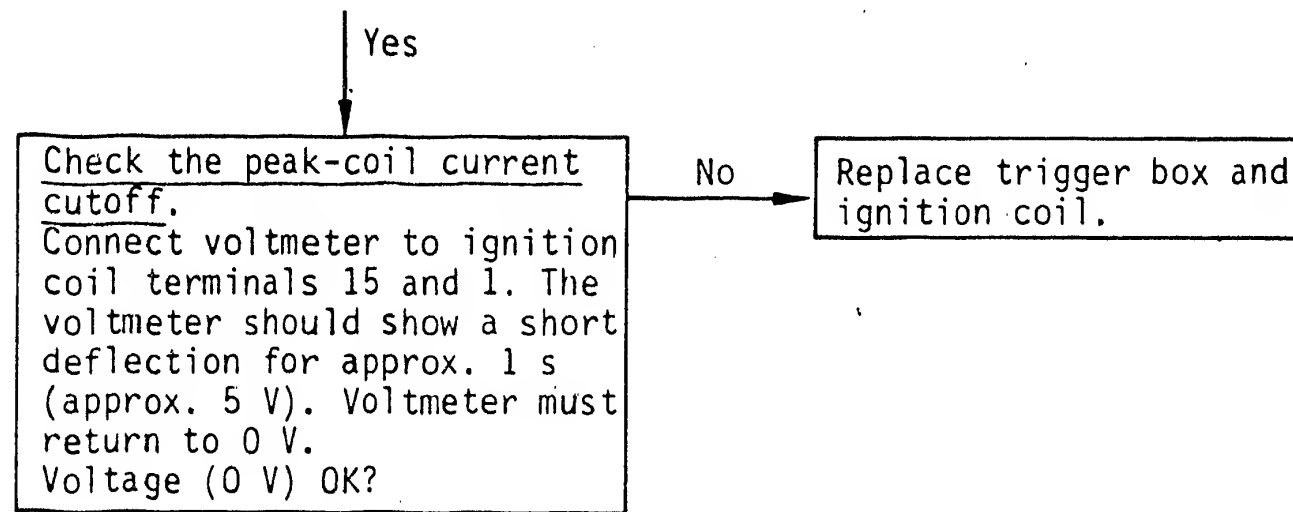 Yes
Check the peak-coil current
cutoff.
Connect voltmeter to ignition
coil terminals 15 and 1. The
voltmeter should show a short
deflection for approx. 1 s
(approx. 5 V). Voltmeter must
return to 0 V.
Voltage (0 V) OK?
No
Replace trigger box and
ignition coil.